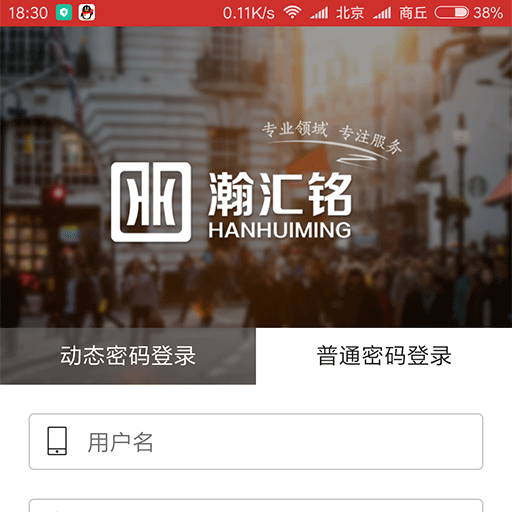 18:30 0.11K/s 北京 商丘 38%
专业领域 专注服务
瀚汇铭
HANHUIMING
动态密码登录 普通密码登录
用户名